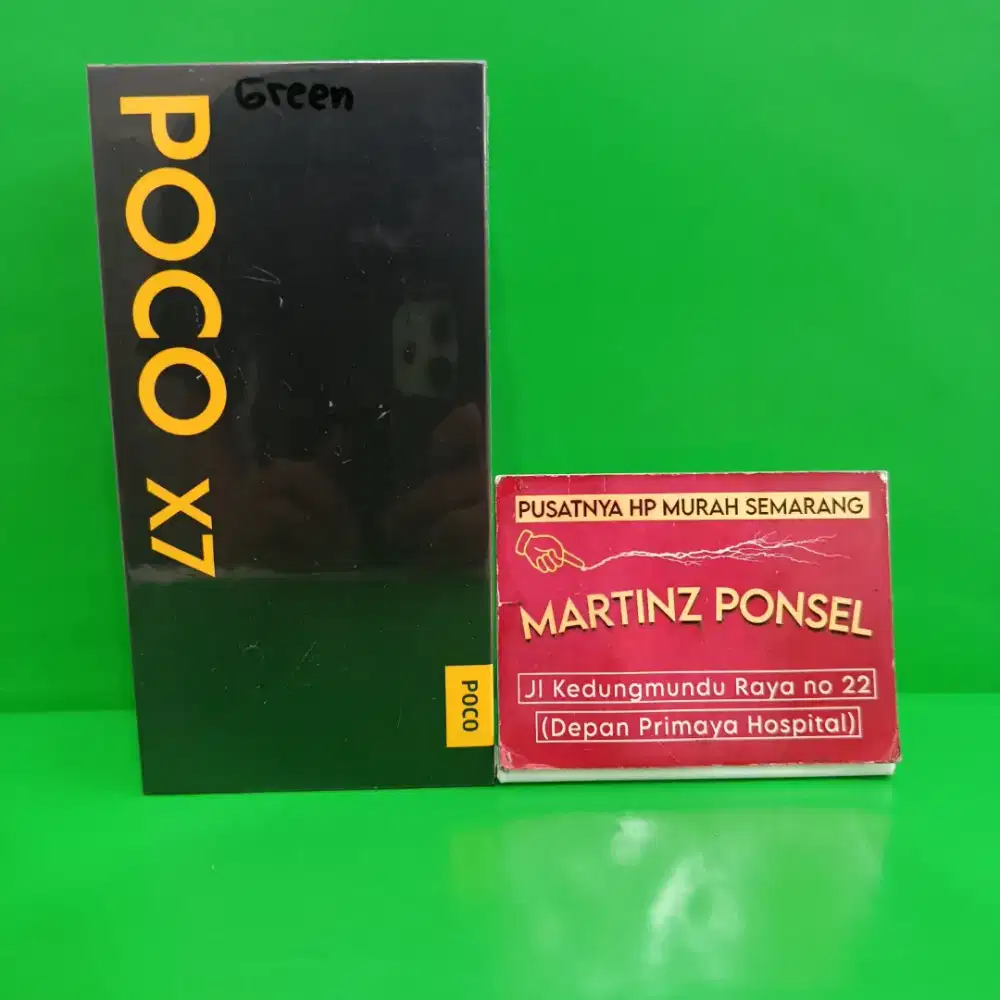 Green
POCO X7
POCO
PUSATNYA HP MURAH SEMARANG
MARTINZ PONSEL
Jl Kedungmundu Raya no 22
(Depan Primaya Hospital)